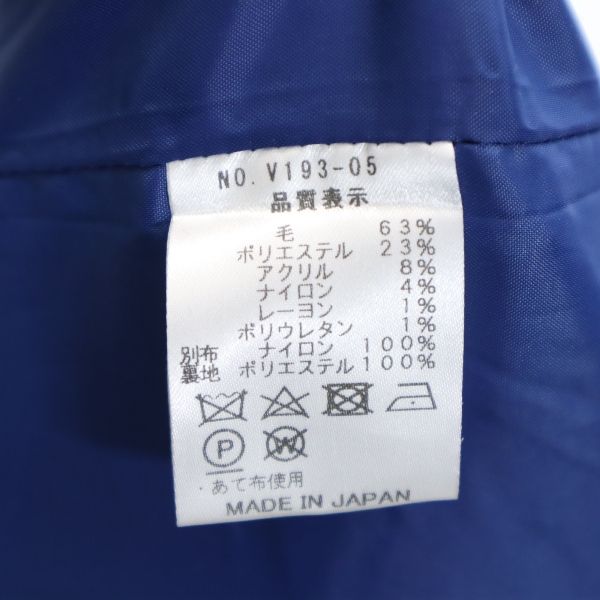 NO. V193-05
品質表示
毛 63%
ポリエステル 23%
アクリル 8%
ナイロン 4%
レーヨン 1%
ポリウレタン 1%
別布 ナイロン 100%
裏地 ポリエステル 100%
P W
・あて布使用
MADE IN JAPAN